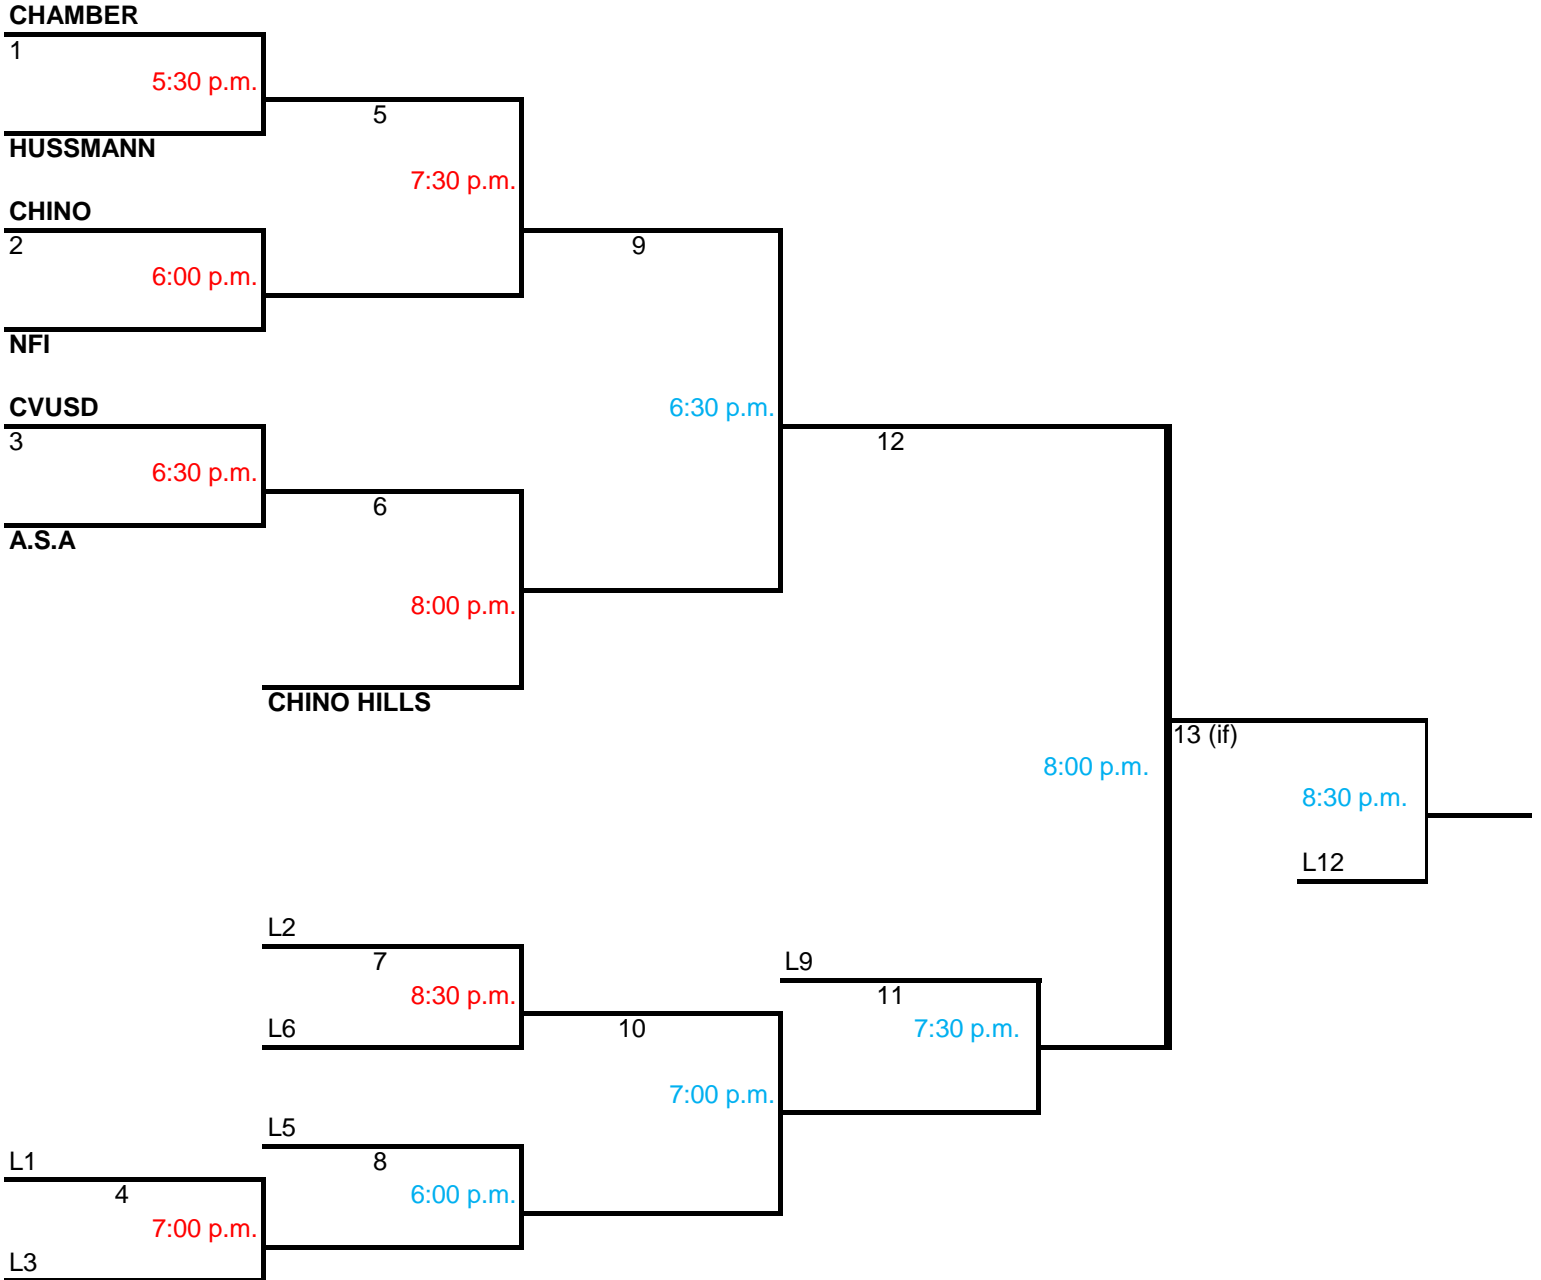 CHAMBER
1
5:30 p.m.
5
HUSSMANN
7:30 p.m.
CHINO
2
9
6:00 p.m.
NFI
CVUSD
6:30 p.m.
3
12
6:30 p.m.
6
A.S.A
8:00 p.m.
CHINO HILLS
13 (if)
8:00 p.m.
8:30 p.m.
L12
L2
7
L9
8:30 p.m.
11
L6
10
7:30 p.m.
7:00 p.m.
L5
L1
8
4
6:00 p.m.
7:00 p.m.
L3